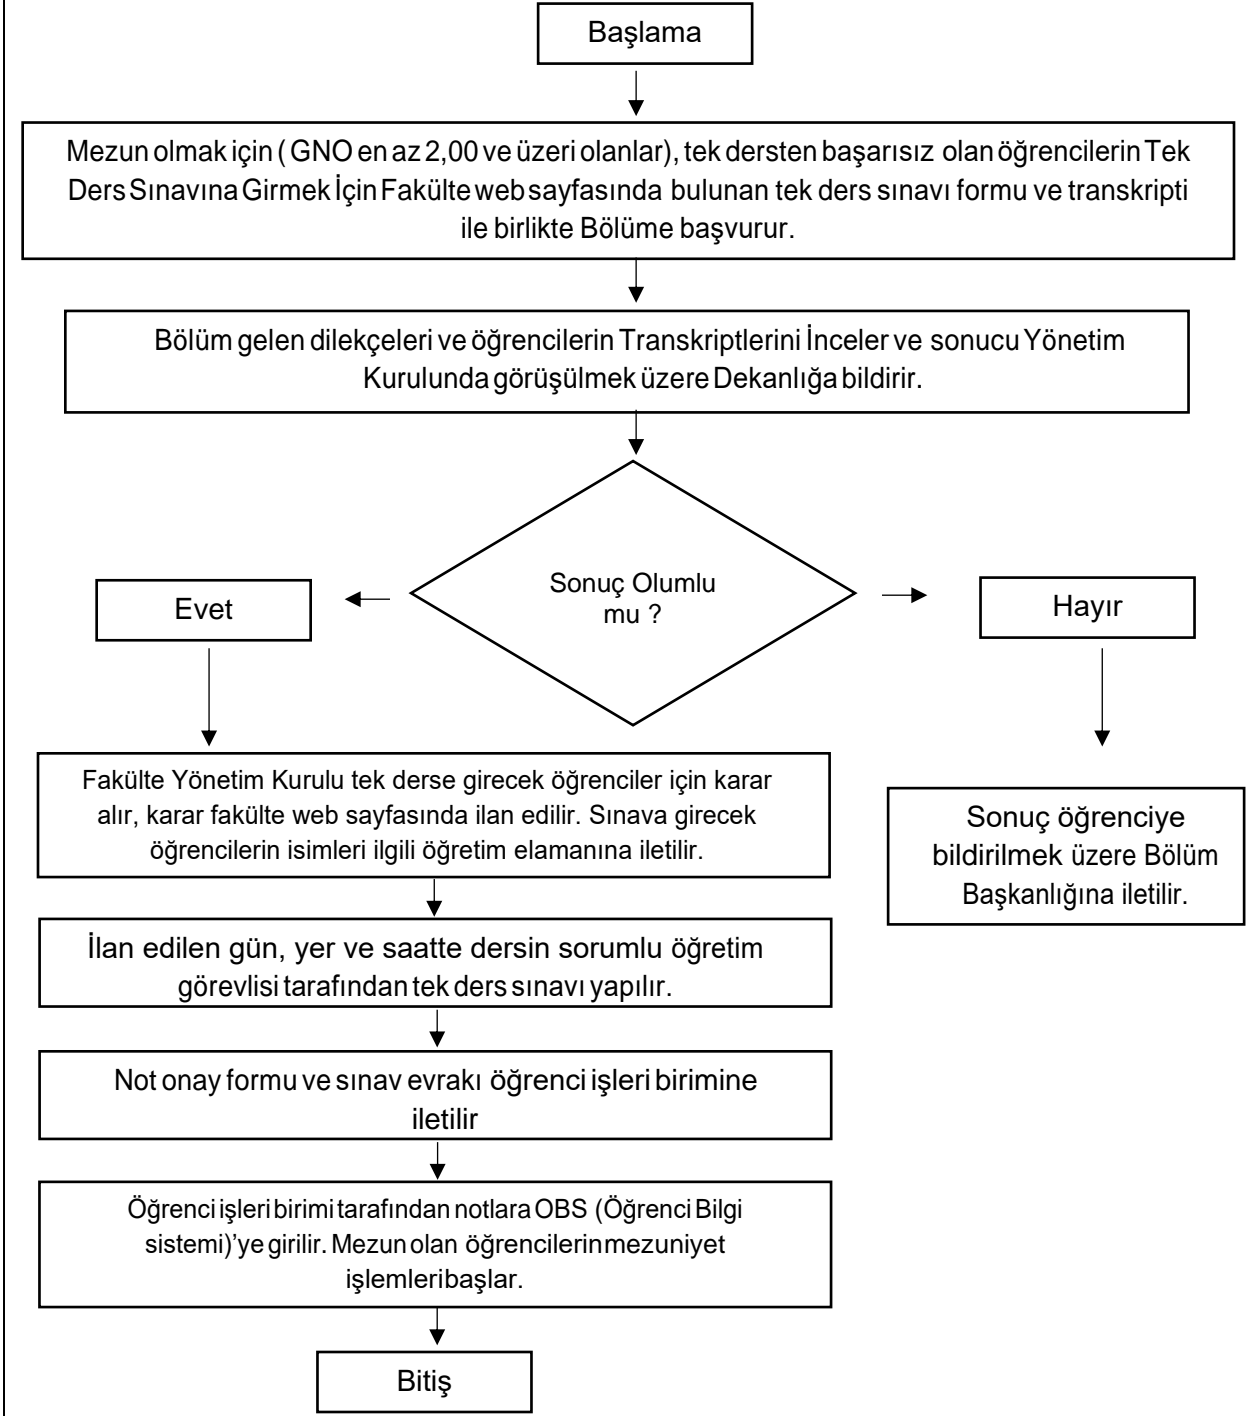 Başlama
Mezun olmak için ( GNO en az 2,00 ve üzeri olanlar), tek dersten başarısız olan öğrencilerin Tek
Ders Sınavına Girmek İçin Fakülte web sayfasında bulunan tek ders sınavı formu ve transkripti
ile birlikte Bölüme başvurur.
Bölüm gelen dilekçeleri ve öğrencilerin Transkriptlerini İnceler ve sonucu Yönetim
Kurulunda görüşülmek üzere Dekanlığa bildirir.
Sonuç Olumlu
mu ?
Evet
Hayır
Fakülte Yönetim Kurulu tek derse girecek öğrenciler için karar
alır, karar fakülte web sayfasında ilan edilir. Sınava girecek
öğrencilerin isimleri ilgili öğretim elamanına iletilir.
Sonuç öğrenciye
bildirilmek üzere Bölüm
Başkanlığına iletilir.
İlan edilen gün, yer ve saatte dersin sorumlu öğretim
görevlisi tarafından tek ders sınavı yapılır.
Not onay formu ve sınav evrakı öğrenci işleri birimine
iletilir
Öğrenci işleri birimi tarafından notlara OBS (Öğrenci Bilgi
sistemi)’ye girilir. Mezun olan öğrencilerin mezuniyet
işlemleri başlar.
Bitiş